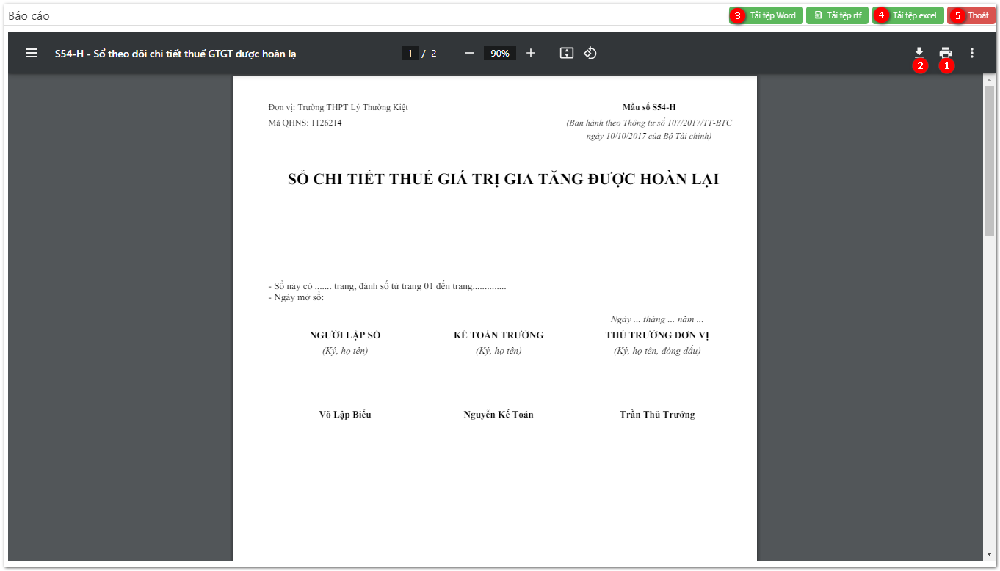 Báo cáo
3 Tải tệp Word Tải tệp rtf 4 Tải tệp excel 5 Thoát
S54-H - Sổ theo dõi chi tiết thuế GTGT được hoàn lạ
1 / 2 90%
2 1
Đơn vị: Trường THPT Lý Thường Kiệt
Mã QHNS: 1126214
Mẫu số S54-H
(Ban hành theo Thông tư số 107/2017/TT-BTC
ngày 10/10/2017 của Bộ Tài chính)
SỔ CHI TIẾT THUẾ GIÁ TRỊ GIA TĂNG ĐƯỢC HOÀN LẠI
- Sổ này có ....... trang, đánh số từ trang 01 đến trang..............
- Ngày mở sổ:
Ngày ... tháng ... năm ...
NGƯỜI LẬP SỔ KẾ TOÁN TRƯỞNG THỦ TRƯỞNG ĐƠN VỊ
(Ký, họ tên) (Ký, họ tên) (Ký, họ tên, đóng dấu)
Võ Lập Biểu Nguyễn Kế Toán Trần Thủ Trưởng